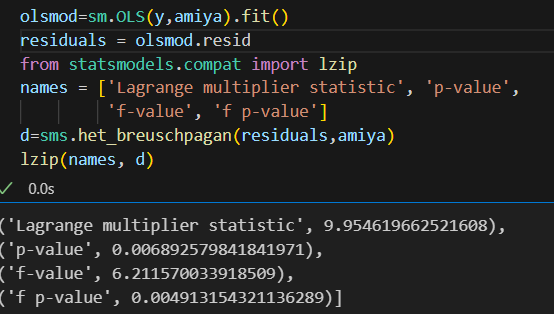 olsmod=sm.OLS(y,amiya).fit()
residuals = olsmod.resid
from statsmodels.compat import lzip
names = ['Lagrange multiplier statistic', 'p-value',
'f-value', 'f p-value']
d=sms.het_breuschpagan(residuals,amiya)
lzip(names, d)
✓ 0.0s
('Lagrange multiplier statistic', 9.954619662521608),
('p-value', 0.006892579841841971),
('f-value', 6.211570033918509),
('f p-value', 0.004913154321136289)]